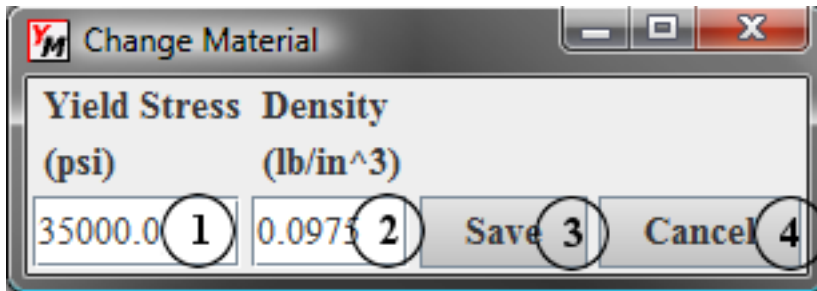 YM Change Material
Yield Stress Density
(psi) (lb/in^3)
35000.0 1 0.0975 2 Save 3 Cancel 4